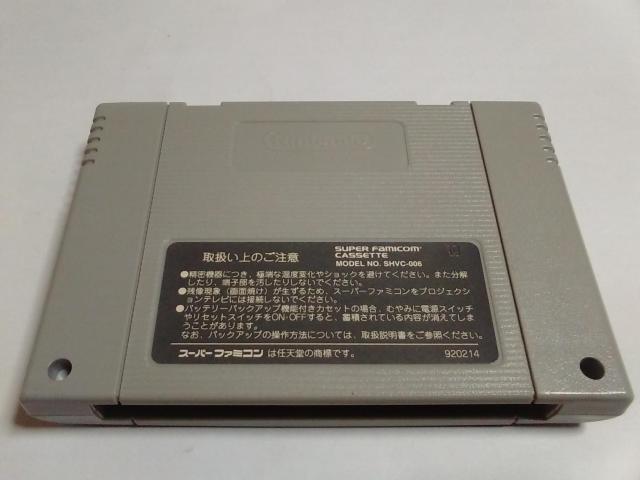 Nintendo
取扱い上のご注意
SUPER FAMICOM
CASSETTE
MODEL NO. SHVC-006
●精密機器につき、極端な温度変化やショックを避けてください。また分解
したり、端子部を汚したりしないでください。
●残像現象（画面焼け）が生ずるため、スーパーファミコンをプロジェクショ
ンテレビには接続しないでください。
●バッテリーバックアップ機能付きカセットの場合、むやみに電源スイッチ
やリセットスイッチをON・OFFすると、蓄積されている内容が消えてしま
うことがあります。
なお、バックアップの操作方法については、取扱説明書をご参照ください。
スーパーファミコン は任天堂の商標です。
920214